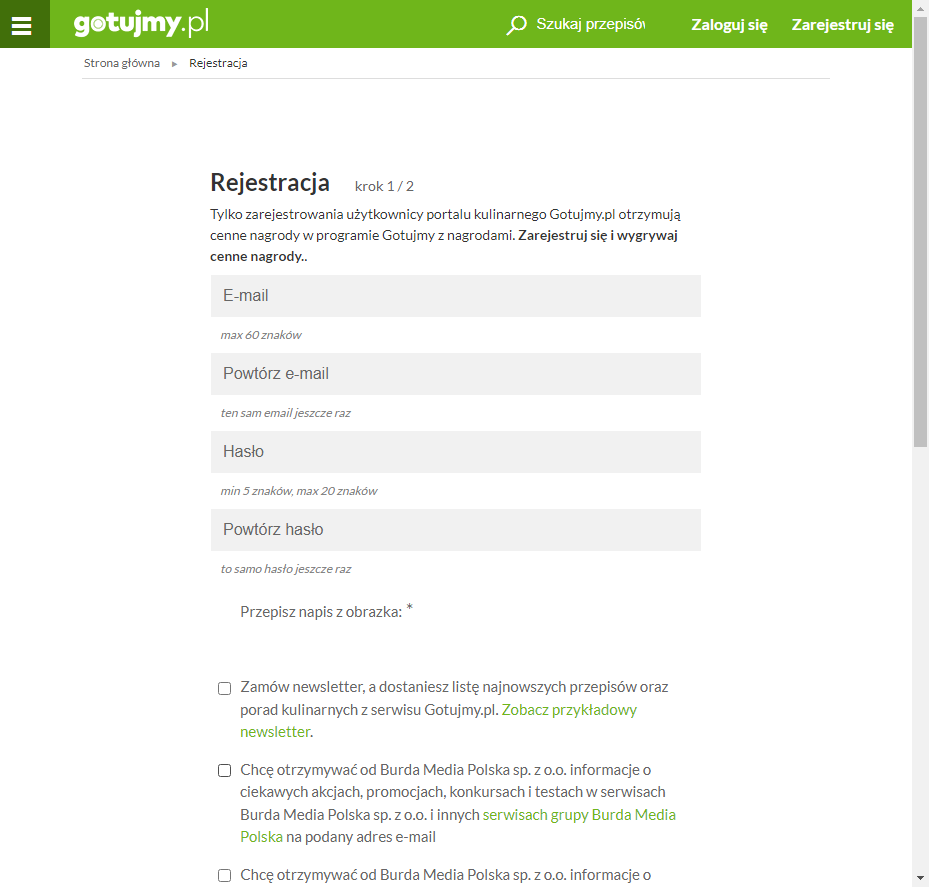 gotujmy.pl
Szukaj przepisów
Zaloguj się
Zarejestruj się
Strona główna ▸ Rejestracja
Rejestracja krok 1 / 2
Tylko zarejestrowania użytkownicy portalu kulinarnego Gotujmy.pl otrzymują
cenne nagrody w programie Gotujmy z nagrodami. Zarejestruj się i wygrywaj
cenne nagrody..
E-mail
max 60 znaków
Powtórz e-mail
ten sam email jeszcze raz
Hasło
min 5 znaków, max 20 znaków
Powtórz hasło
to samo hasło jeszcze raz
Przepisz napis z obrazka: *
Zamów newsletter, a dostaniesz listę najnowszych przepisów oraz
porad kulinarnych z serwisu Gotujmy.pl. Zobacz przykładowy
newsletter.
Chcę otrzymywać od Burda Media Polska sp. z o.o. informacje o
ciekawych akcjach, promocjach, konkursach i testach w serwisach
Burda Media Polska sp. z o.o. i innych serwisach grupy Burda Media
Polska na podany adres e-mail
Chcę otrzymywać od Burda Media Polska sp. z o.o. informacje o